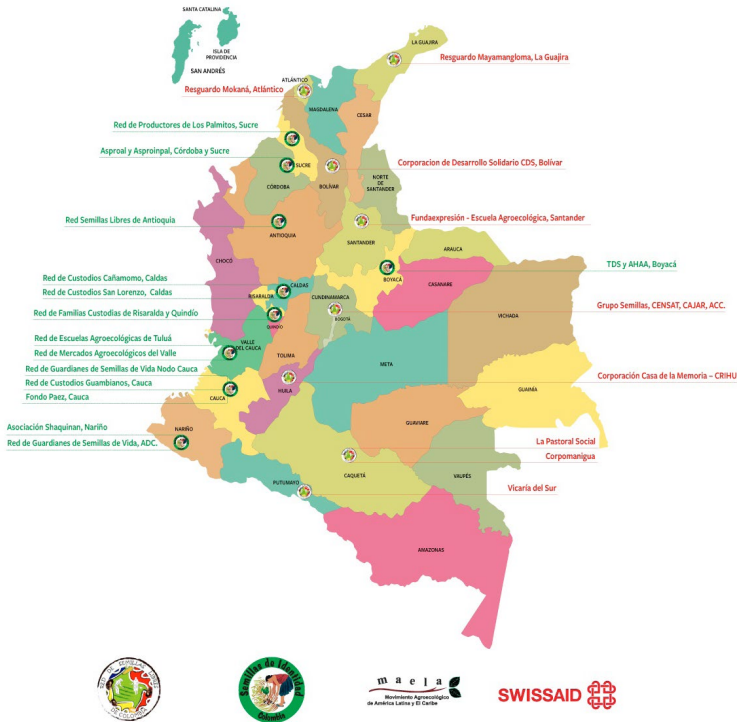 SANTA CATALINA
ISLA DE
PROVIDENCIA
SAN ANDRÉS
LA GUAJIRA
Resguardo Mayamangloma, La Guajira
ATLÁNTICO
Resguardo Mokaná, Atlántico
MAGDALENA
CESAR
Red de Productores de Los Palmitos, Sucre
Asproal y Asproinpal, Córdoba y Sucre
SUCRE
Corporacion de Desarrollo Solidario CDS, Bolívar
CÓRDOBA
BOLÍVAR
NORTE
DE
SANTANDER
Red Semillas Libres de Antioquia
ANTIOQUIA
Fundaexpresión - Escuela Agroecológica, Santander
SANTANDER
ARAUCA
CHOCÓ
TDS y AHAA, Boyacá
BOYACÁ
CASANARE
Red de Custodios Cañamomo, Caldas
CALDAS
Red de Custodios San Lorenzo, Caldas
RISARALDA
CUNDINAMARCA
Grupo Semillas, CENSAT, CAJAR, ACC.
Red de Familias Custodias de Risaralda y Quindío
QUINDÍO
BOGOTÁ
VICHADA
Red de Escuelas Agroecológicas de Tuluá
VALLE
DEL CAUCA
Red de Mercados Agroecológicos del Valle
TOLIMA
META
Red de Guardianes de Semillas de Vida Nodo Cauca
Corporación Casa de la Memoria – CRIHU
Red de Custodios Guambianos, Cauca
HUILA
GUAINÍA
Fondo Paez, Cauca
CAUCA
Asociación Shaquinan, Nariño
NARIÑO
GUAVIARE
Red de Guardianes de Semillas de Vida, ADC.
La Pastoral Social
Corpomanigua
CAQUETÁ
VAUPÉS
PUTUMAYO
Vicaría del Sur
AMAZONAS
RED DE SEMILLAS LIBRES
DE COLOMBIA
Semillas de Identidad
Colombia
maela
Movimiento Agroecológico
de América Latina y El Caribe
SWISSAID